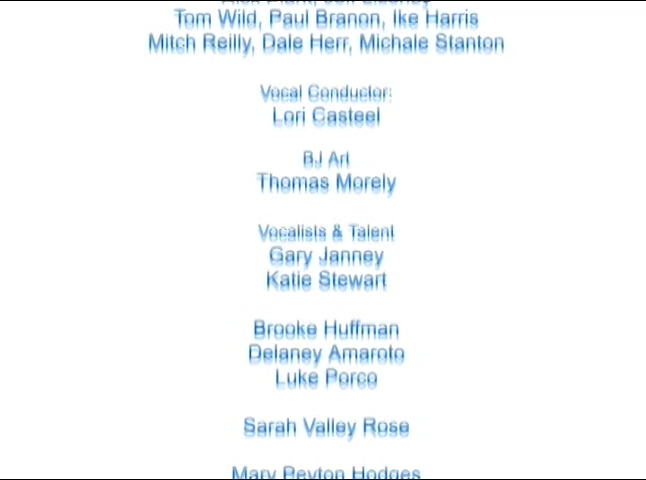 Tom Wild, Paul Branon, Ike Harris
Mitch Reilly, Dale Herr, Michale Stanton
Vocal Conductor:
Lori Casteel
BJ Art
Thomas Morely
Vocalists & Talent
Gary Janney
Katie Stewart
Brooke Huffman
Delaney Amaroto
Luke Porco
Sarah Valley Rose
Mary Peyton Hodges